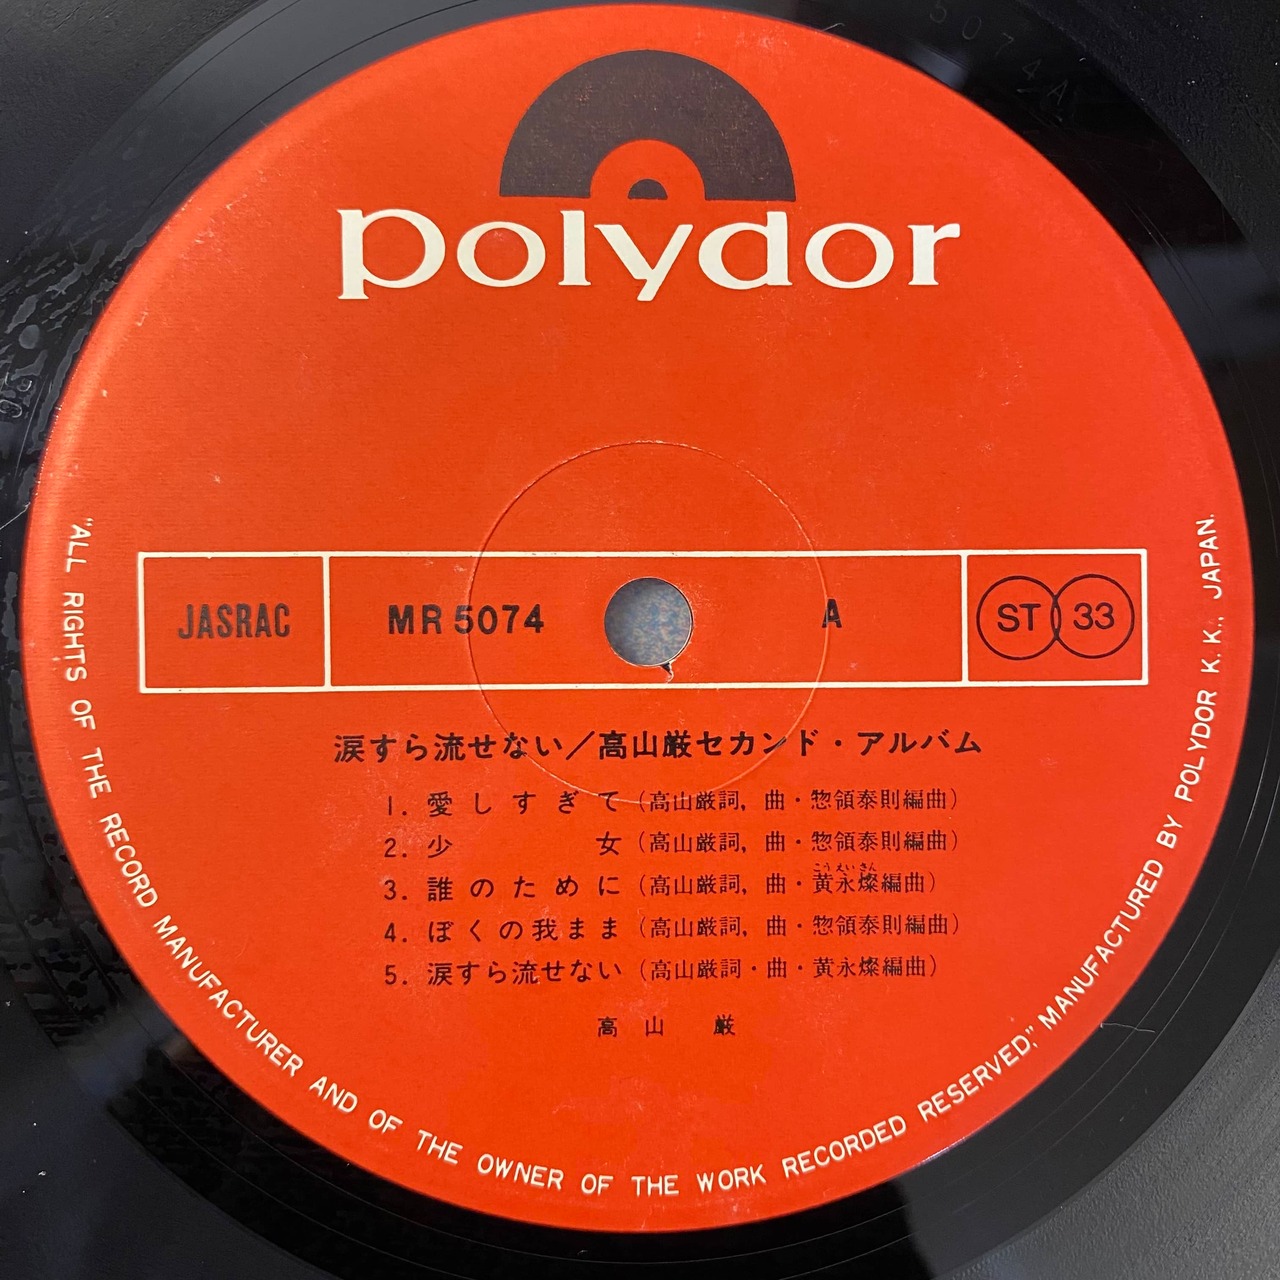 polydor
JASRAC
MR 5074
A
ST 33
涙すら流せない／高山厳セカンド・アルバム
1. 愛しすぎて（高山厳詞，曲・惣領泰則編曲）
2. 少女（高山厳詞，曲・惣領泰則編曲）
こうえいさん
3. 誰のために（高山厳詞，曲・黄永燦編曲）
4. ぼくの我まま（高山厳詞，曲・惣領泰則編曲）
5. 涙すら流せない（高山厳詞・曲・黄永燦編曲）
高山 厳
"ALL RIGHTS OF THE RECORD MANUFACTURER AND OF THE OWNER OF THE WORK RECORDED RESERVED," MANUFACTURED BY POLYDOR K. K., JAPAN.
5074A